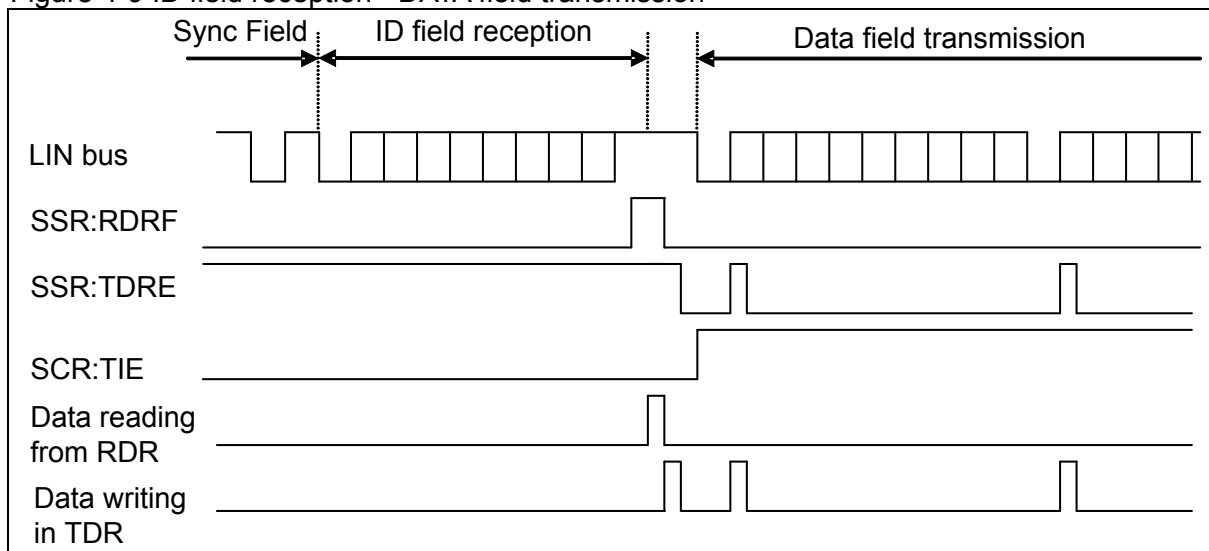 Sync Field
ID field reception
Data field transmission
LIN bus
SSR:RDRF
SSR:TDRE
SCR:TIE
Data reading
from RDR
Data writing
in TDR